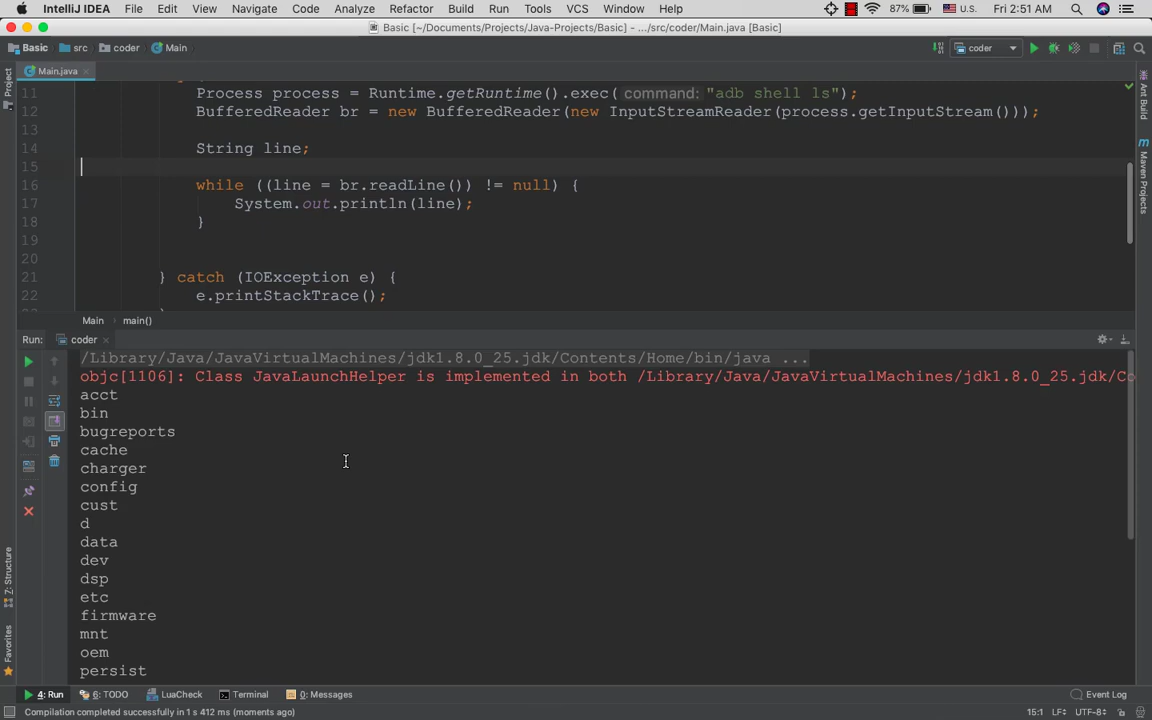 IntelliJ IDEA File Edit View Navigate Code Analyze Refactor Build Run Tools VCS Window Help 87% U.S. Fri 2:51 AM
Basic [~/Documents/Projects/Java-Projects/Basic] - .../src/coder/Main.java [Basic]
Basic src coder Main coder
Main.java
11 Process process = Runtime.getRuntime().exec( command: "adb shell ls");
12 BufferedReader br = new BufferedReader(new InputStreamReader(process.getInputStream()));
13
14 String line;
15
16 while ((line = br.readLine()) != null) {
17 System.out.println(line);
18 }
19
20
21 } catch (IOException e) {
22 e.printStackTrace();
Main main()
Run: coder
/Library/Java/JavaVirtualMachines/jdk1.8.0_25.jdk/Contents/Home/bin/java ...
objc[1106]: Class JavaLaunchHelper is implemented in both /Library/Java/JavaVirtualMachines/jdk1.8.0_25.jdk/Co
acct
bin
bugreports
cache
charger
config
cust
d
data
dev
dsp
etc
firmware
mnt
oem
persist
Project
Z: Structure
Favorites
Ant Build
Maven Projects
4: Run 6: TODO LuaCheck Terminal 0: Messages Event Log
Compilation completed successfully in 1 s 412 ms (moments ago) 15:1 LF÷ UTF-8÷